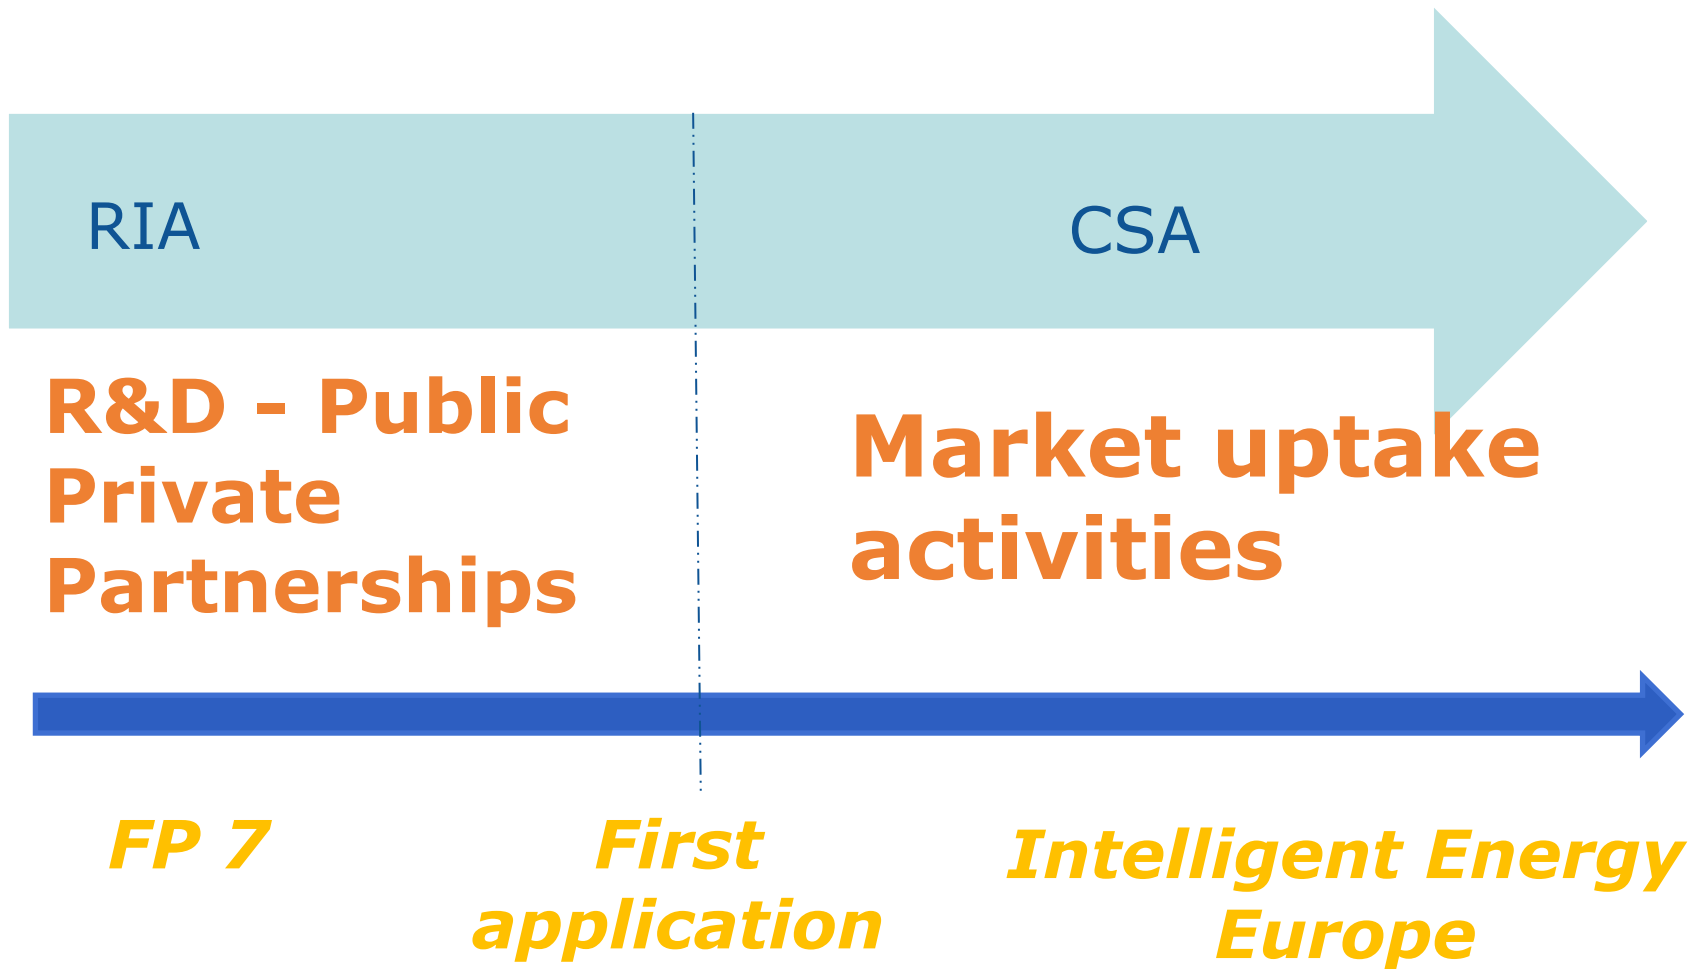 RIA
CSA
R&D - Public
Private
Partnerships
Market uptake
activities
FP 7
First
application
Intelligent Energy
Europe